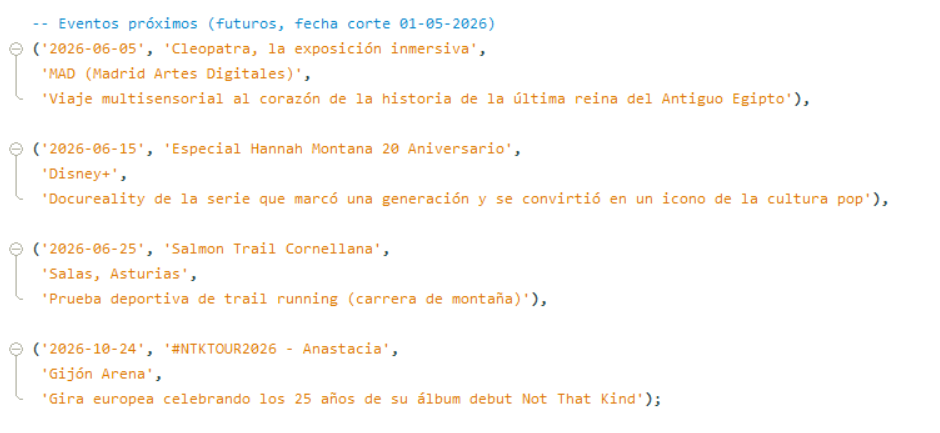 -- Eventos próximos (futuros, fecha corte 01-05-2026)
('2026-06-05', 'Cleopatra, la exposición inmersiva',
'MAD (Madrid Artes Digitales)',
'Viaje multisensorial al corazón de la historia de la última reina del Antiguo Egipto'),
('2026-06-15', 'Especial Hannah Montana 20 Aniversario',
'Disney+',
'Docureality de la serie que marcó una generación y se convirtió en un icono de la cultura pop'),
('2026-06-25', 'Salmon Trail Cornellana',
'Salas, Asturias',
'Prueba deportiva de trail running (carrera de montaña)'),
('2026-10-24', '#NTKTOUR2026 - Anastacia',
'Gijón Arena',
'Gira europea celebrando los 25 años de su álbum debut Not That Kind');